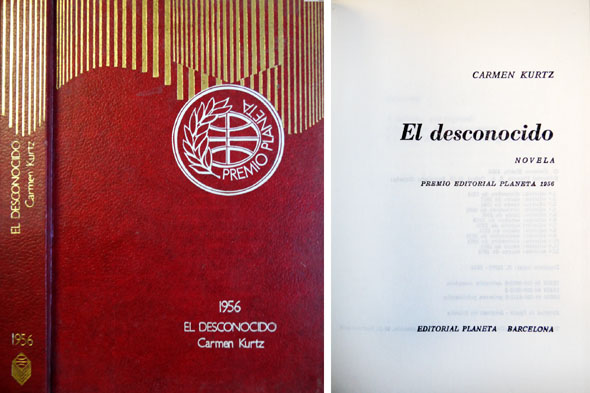 EL DESCONOCIDO
Carmen Kurtz
1956
PREMIO PLANETA
1956
EL DESCONOCIDO
Carmen Kurtz
CARMEN KURTZ
El desconocido
NOVELA
PREMIO EDITORIAL PLANETA 1956
EDITORIAL PLANETA BARCELONA